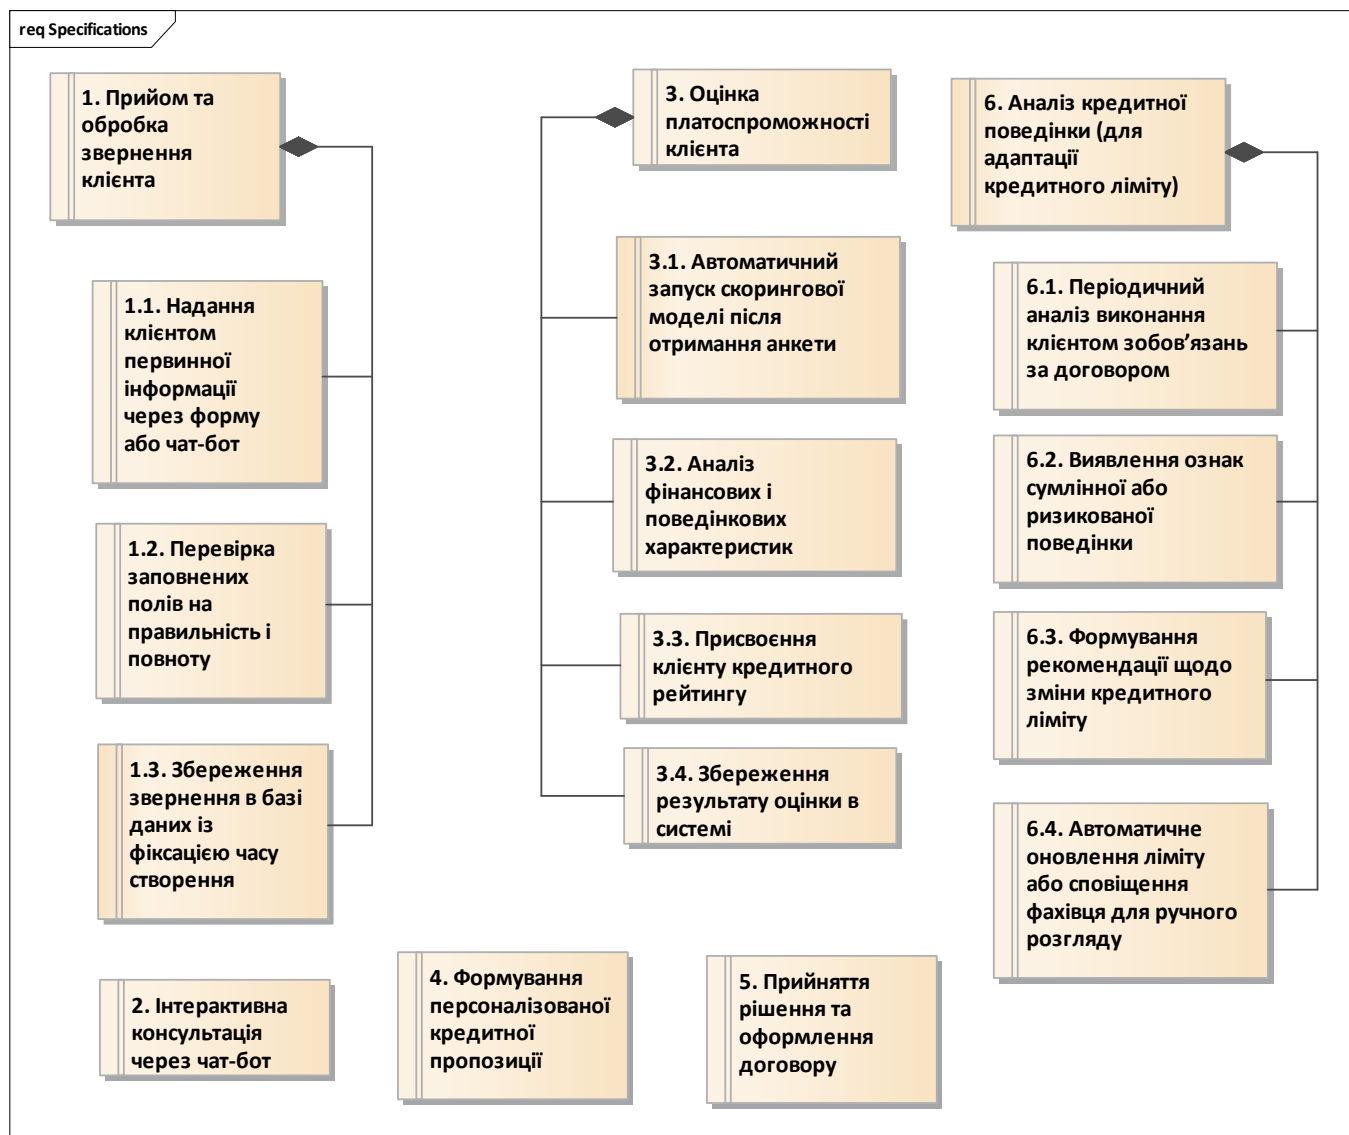 req Specifications
1. Прийом та
обробка
звернення
клієнта
1.1. Надання
клієнтом
первинної
інформації
через форму
або чат-бот
1.2. Перевірка
заповнених
полів на
правильність і
повноту
1.3. Збереження
звернення в базі
даних із
фіксацією часу
створення
2. Інтерактивна
консультація
через чат-бот
3. Оцінка
платоспроможності
клієнта
3.1. Автоматичний
запуск скорингової
моделі після
отримання анкети
3.2. Аналіз
фінансових і
поведінкових
характеристик
3.3. Присвоєння
клієнту кредитного
рейтингу
3.4. Збереження
результату оцінки в
системі
4. Формування
персоналізованої
кредитної
пропозиції
5. Прийняття
рішення та
оформлення
договору
6. Аналіз кредитної
поведінки (для
адаптації
кредитного ліміту)
6.1. Періодичний
аналіз виконання
клієнтом зобов’язань
за договором
6.2. Виявлення ознак
сумлінної або
ризикованої
поведінки
6.3. Формування
рекомендації щодо
зміни кредитного
ліміту
6.4. Автоматичне
оновлення ліміту
або сповіщення
фахівця для ручного
розгляду